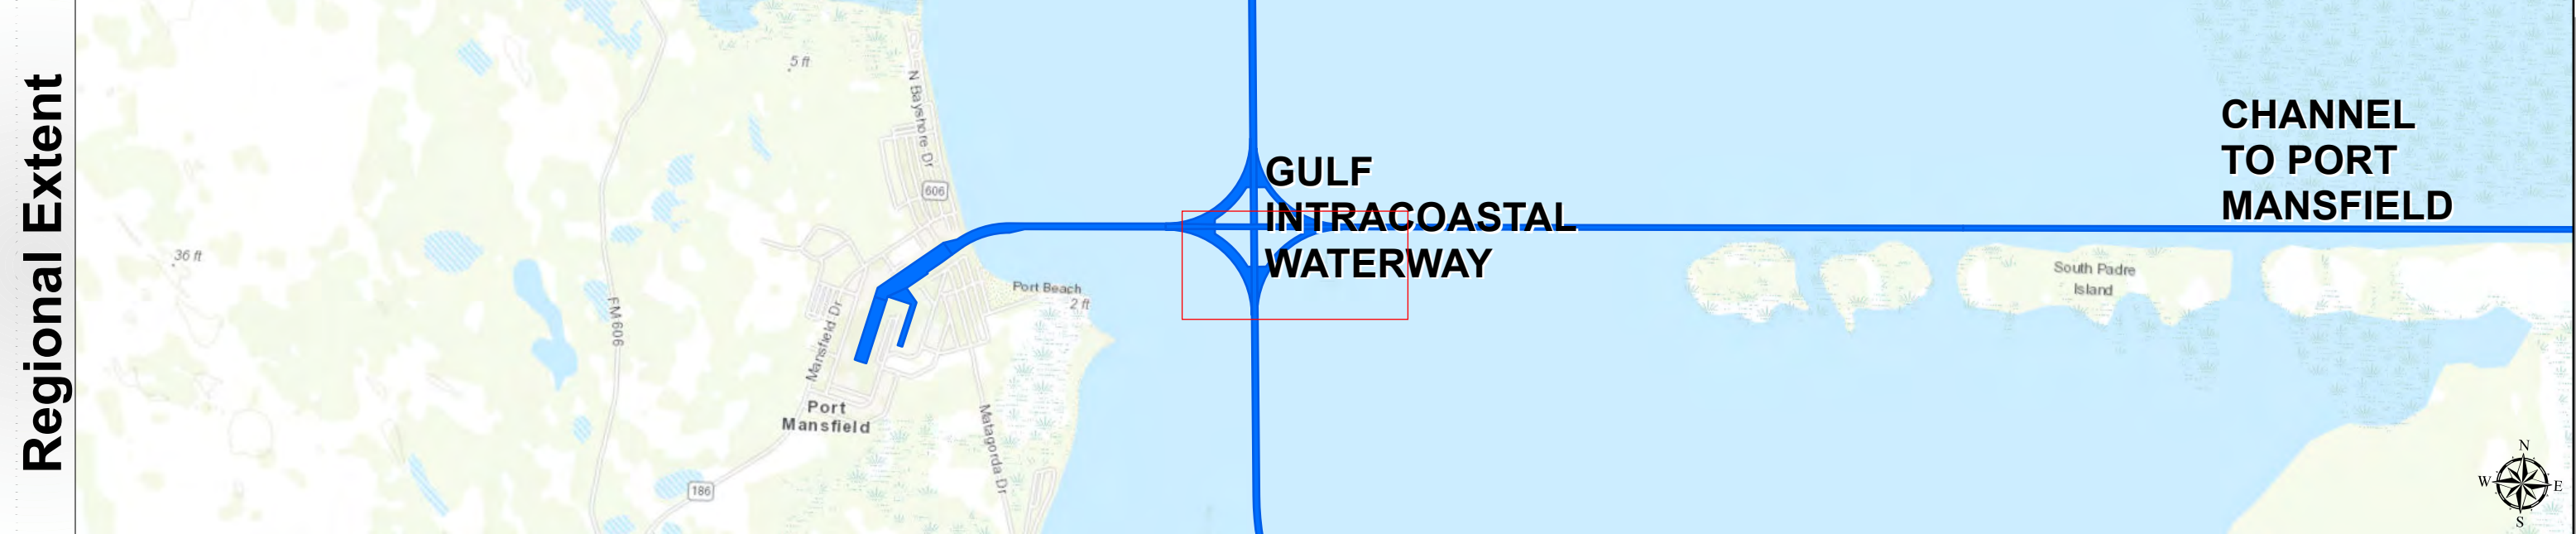 Regional Extent
5 ft
N Bayshore Dr
606
36 ft
FM 606
Mansfield Dr
Port Beach
2 ft
Port
Mansfield
Matagorda Dr
186
GULF
INTRACOASTAL
WATERWAY
CHANNEL
TO PORT
MANSFIELD
South Padre
Island
N
W
E
S